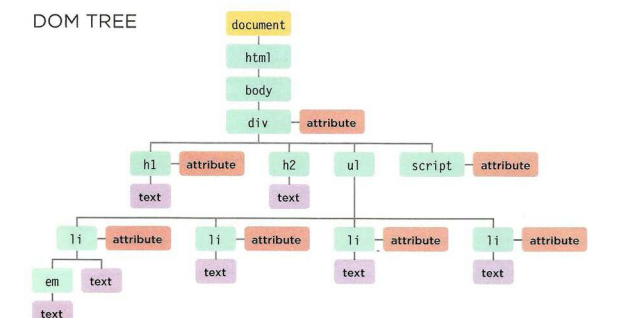 DOM TREE
document
html
body
div attribute
h1 attribute h2 ul script attribute
text text
li attribute li attribute li attribute li attribute
text text text
em text
text